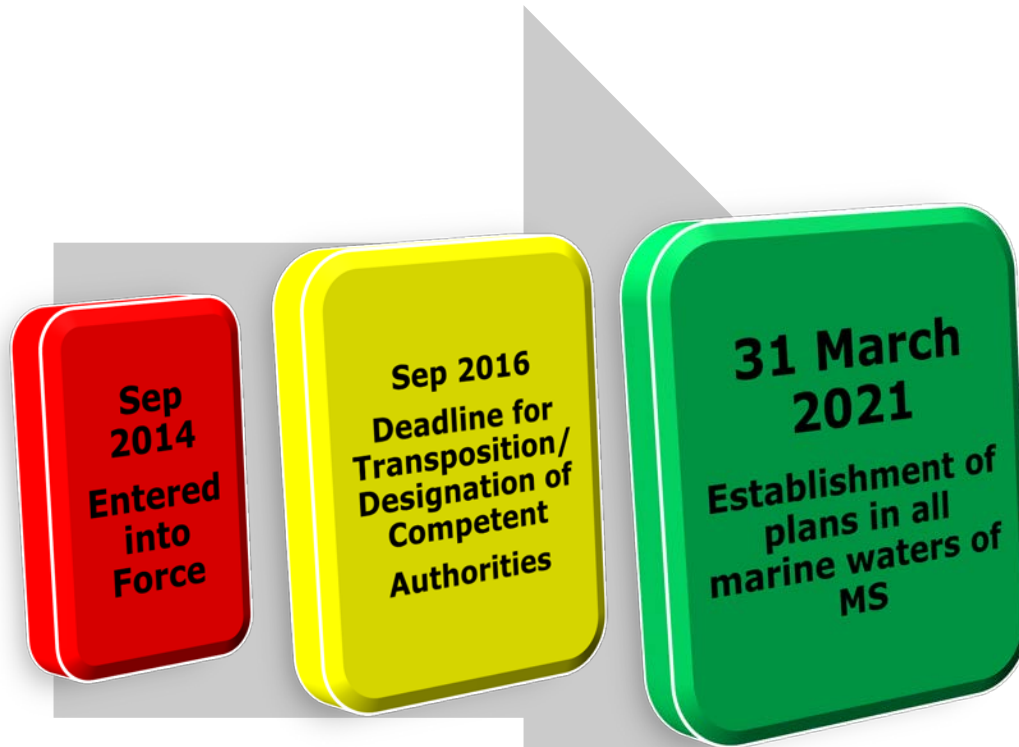 Sep
2014
Entered
into
Force
Sep 2016
Deadline for
Transposition/
Designation of
Competent
Authorities
31 March
2021
Establishment of
plans in all
marine waters of
MS